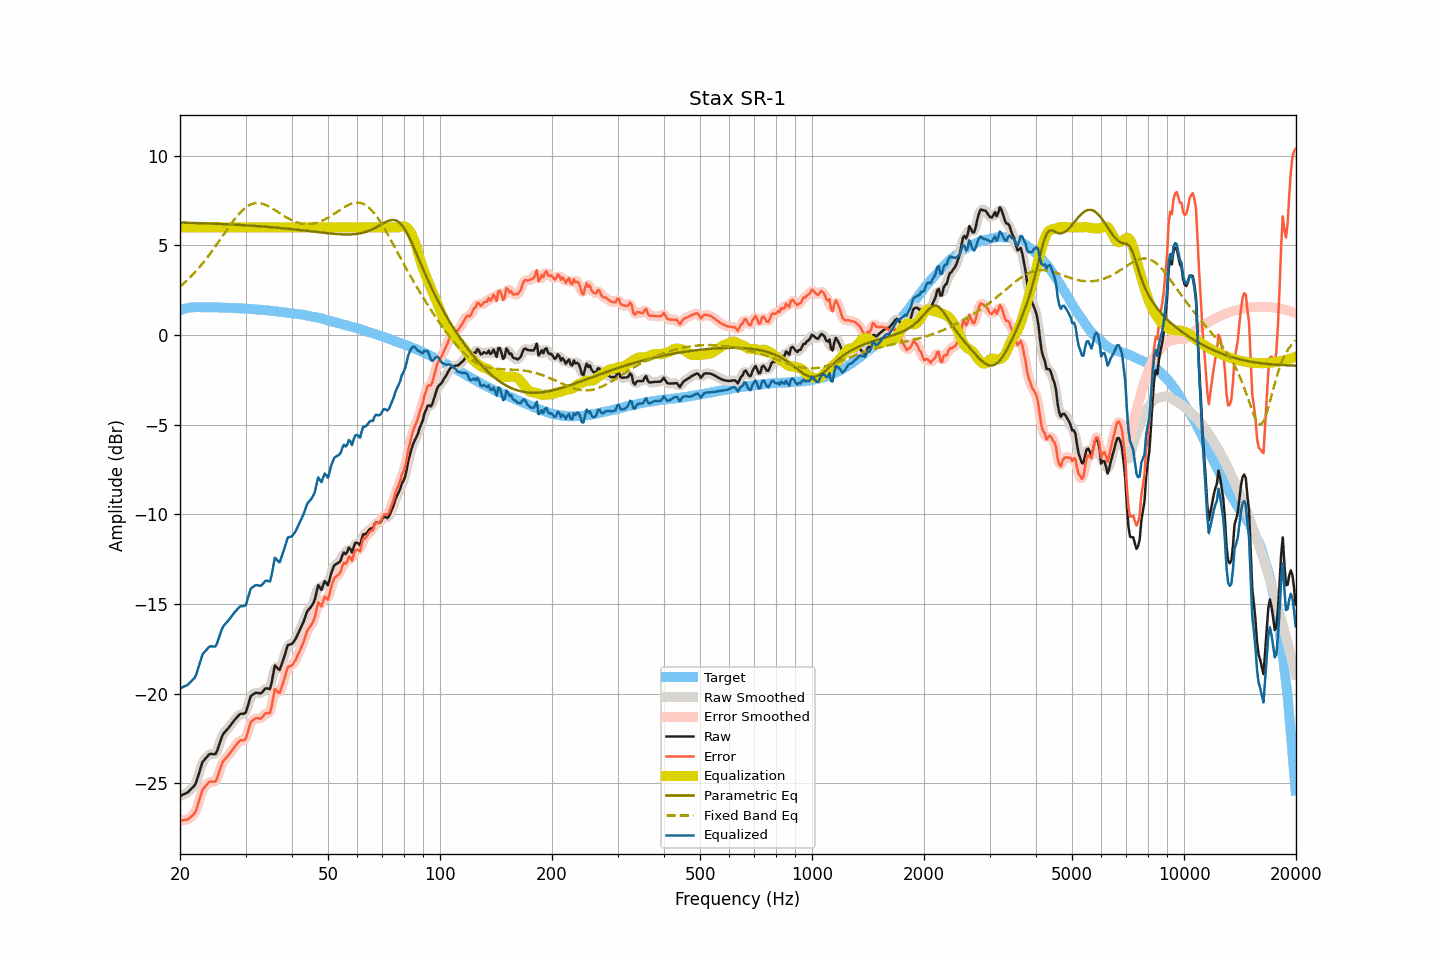 Stax SR-1
10
5
0
−5
−10
−15
−20
−25
Amplitude (dBr)
Target
Raw Smoothed
Error Smoothed
Raw
Error
Equalization
Parametric Eq
Fixed Band Eq
Equalized
20 50 100 200 500 1000 2000 5000 10000 20000
Frequency (Hz)